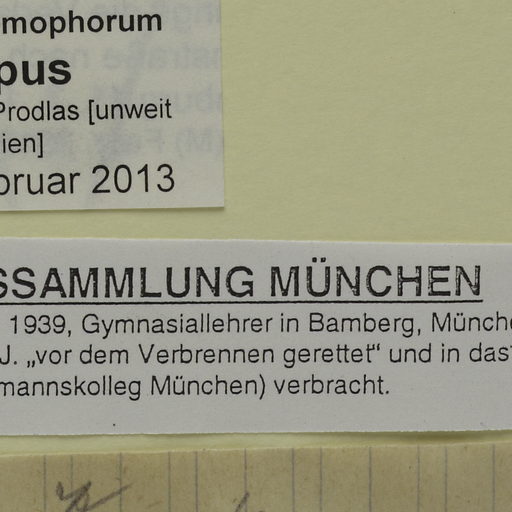 mophorum
pus
Prodlas [unweit
ien]
bruar 2013
SSAMMLUNG MÜNCHEN
1939, Gymnasiallehrer in Bamberg, Münche
J. „vor dem Verbrennen gerettet“ und in das
mannskolleg München) verbracht.